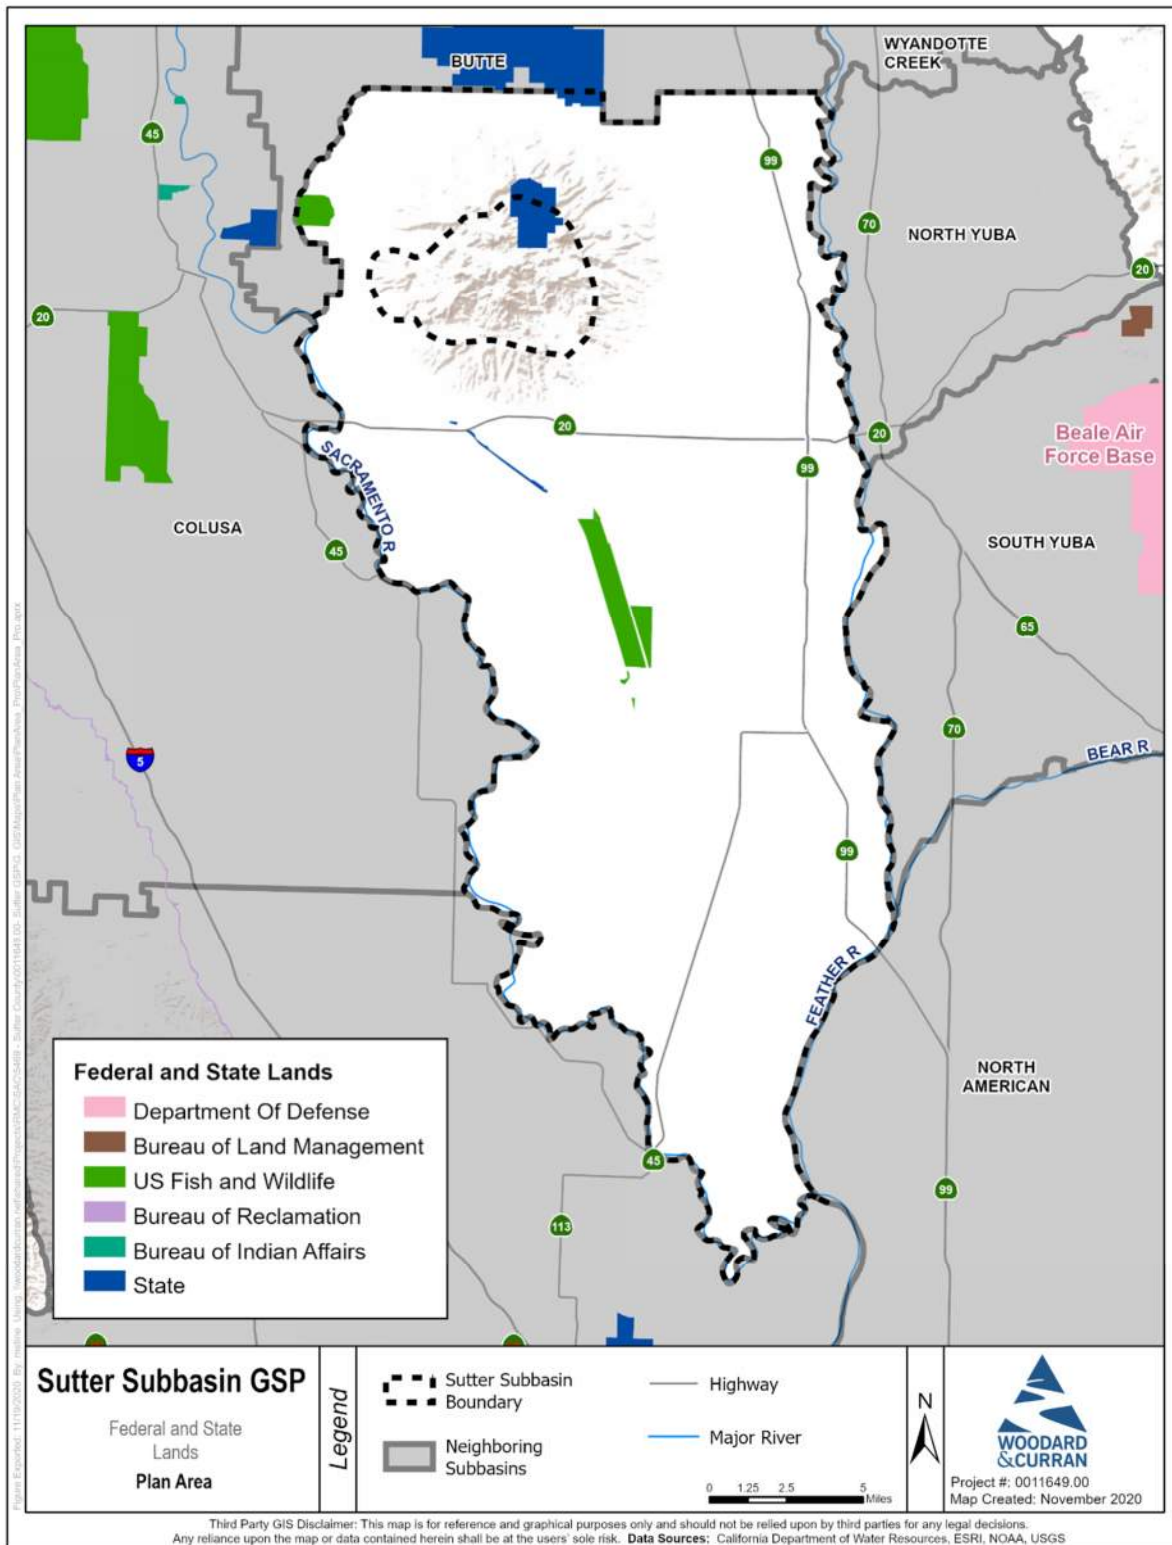 BUTTE
WYANDOTTE
CREEK
45
99
70
NORTH YUBA
20
20
20
20
99
Beale Air
Force Base
SACRAMENTO R
COLUSA
45
SOUTH YUBA
65
70
5
BEAR R
99
FEATHER R
NORTH
AMERICAN
45
99
113
Federal and State Lands
Department Of Defense
Bureau of Land Management
US Fish and Wildlife
Bureau of Reclamation
Bureau of Indian Affairs
State
Sutter Subbasin GSP
Federal and State
Lands
Plan Area
Legend
Sutter Subbasin
Boundary
Neighboring
Subbasins
Highway
Major River
0 1.25 2.5 5
Miles
N
WOODARD
&CURRAN
Project #: 0011649.00
Map Created: November 2020
Third Party GIS Disclaimer: This map is for reference and graphical purposes only and should not be relied upon by third parties for any legal decisions.
Any reliance upon the map or data contained herein shall be at the users' sole risk. Data Sources: California Department of Water Resources, ESRI, NOAA, USGS